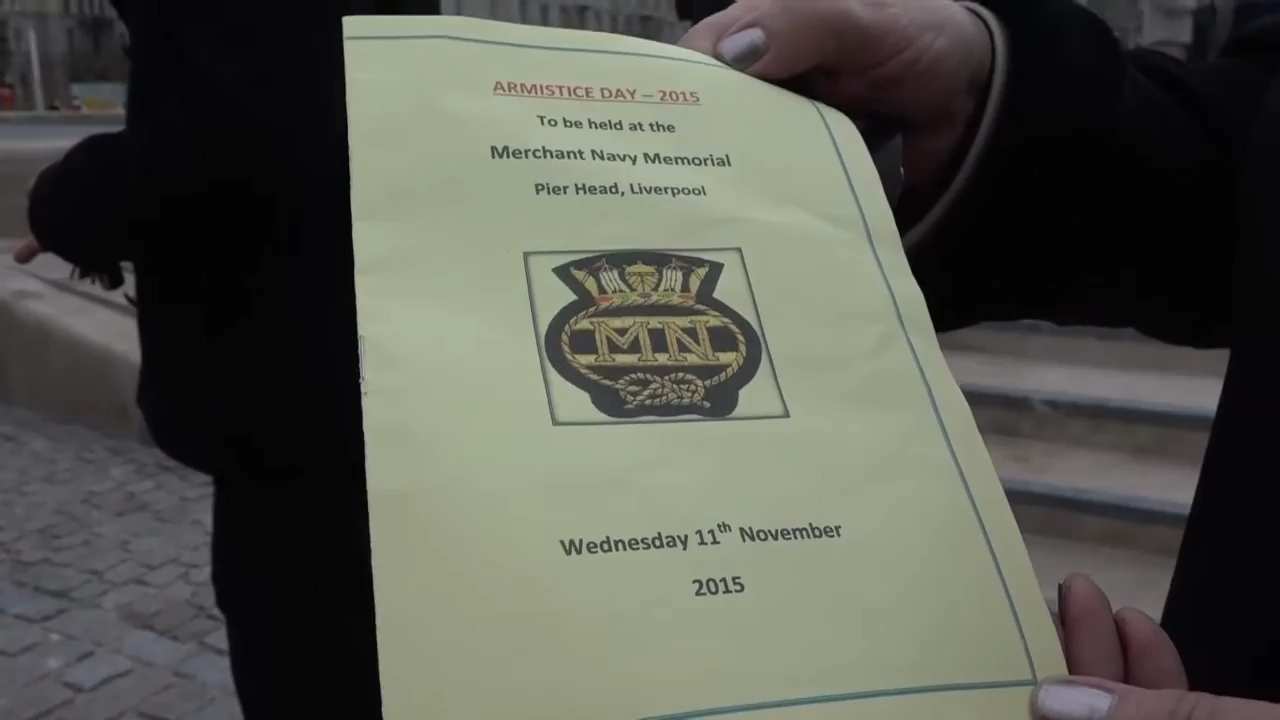 ARMISTICE DAY – 2015
To be held at the
Merchant Navy Memorial
Pier Head, Liverpool
MN
Wednesday 11th November
2015